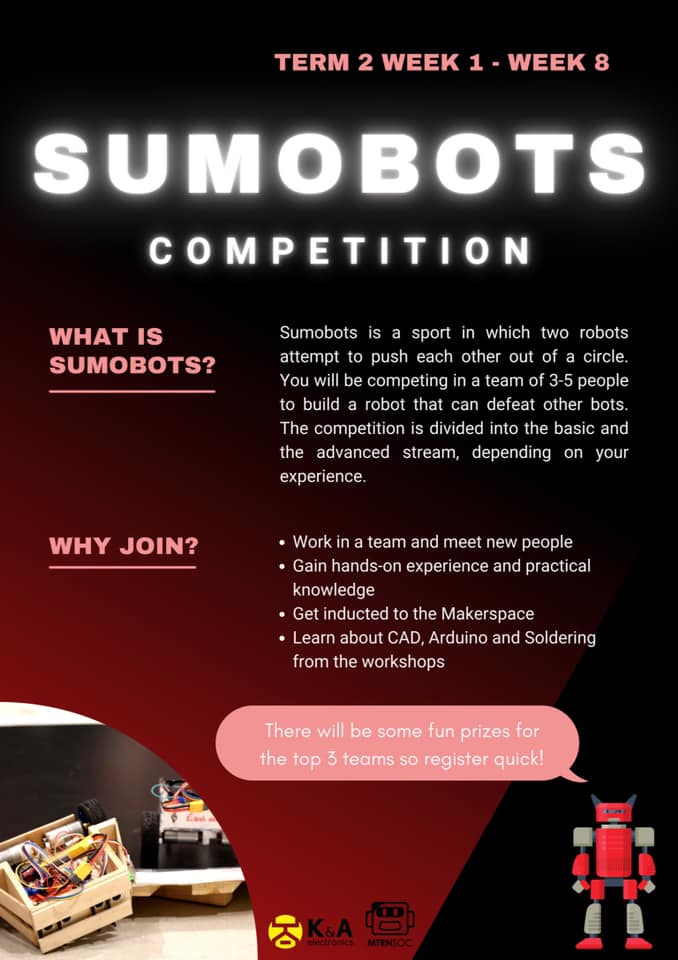 TERM 2 WEEK 1 - WEEK 8
SUMOBOTS
COMPETITION
WHAT IS
SUMOBOTS?
Sumobots is a sport in which two robots
attempt to push each other out of a circle.
You will be competing in a team of 3-5 people
to build a robot that can defeat other bots.
The competition is divided into the basic and
the advanced stream, depending on your
experience.
WHY JOIN?
• Work in a team and meet new people
• Gain hands-on experience and practical
knowledge
• Get inducted to the Makerspace
• Learn about CAD, Arduino and Soldering
from the workshops
There will be some fun prizes for
the top 3 teams so register quick!
K&A
electronics
MTRNSOC